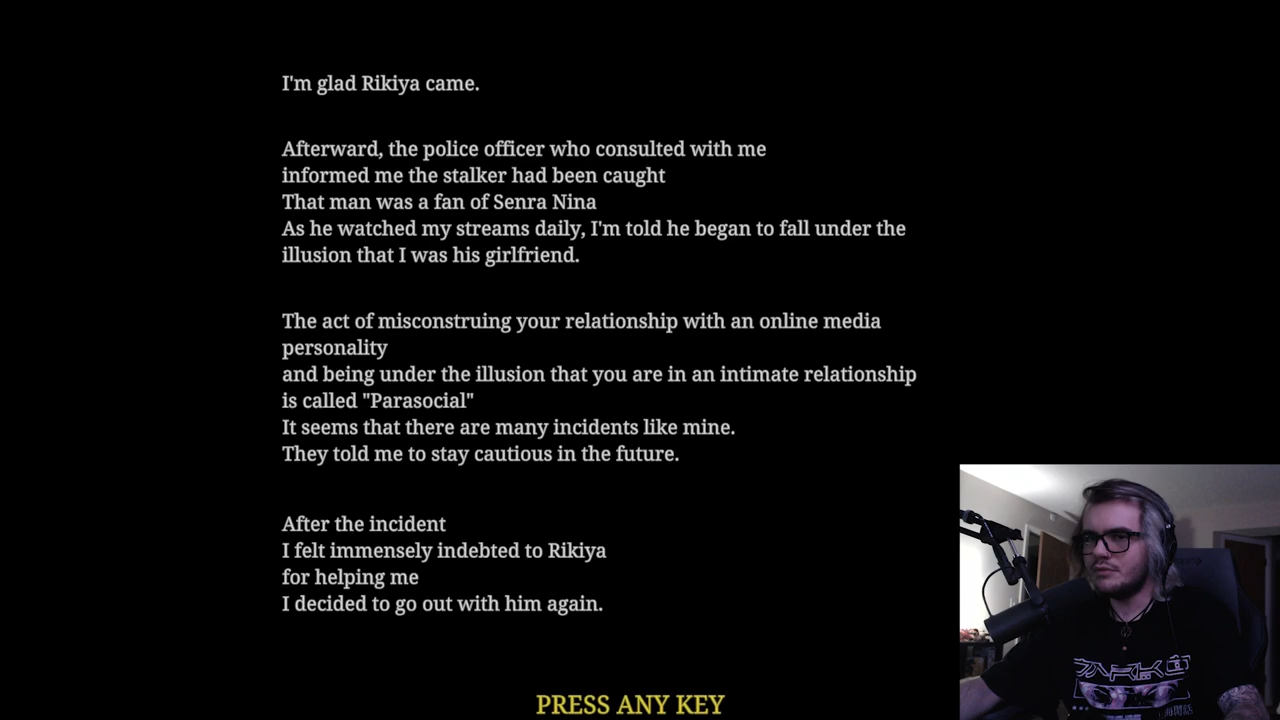 I'm glad Rikiya came.
Afterward, the police officer who consulted with me
informed me the stalker had been caught
That man was a fan of Senra Nina
As he watched my streams daily, I'm told he began to fall under the
illusion that I was his girlfriend.
The act of misconstruing your relationship with an online media
personality
and being under the illusion that you are in an intimate relationship
is called "Parasocial"
It seems that there are many incidents like mine.
They told me to stay cautious in the future.
After the incident
I felt immensely indebted to Rikiya
for helping me
I decided to go out with him again.
PRESS ANY KEY